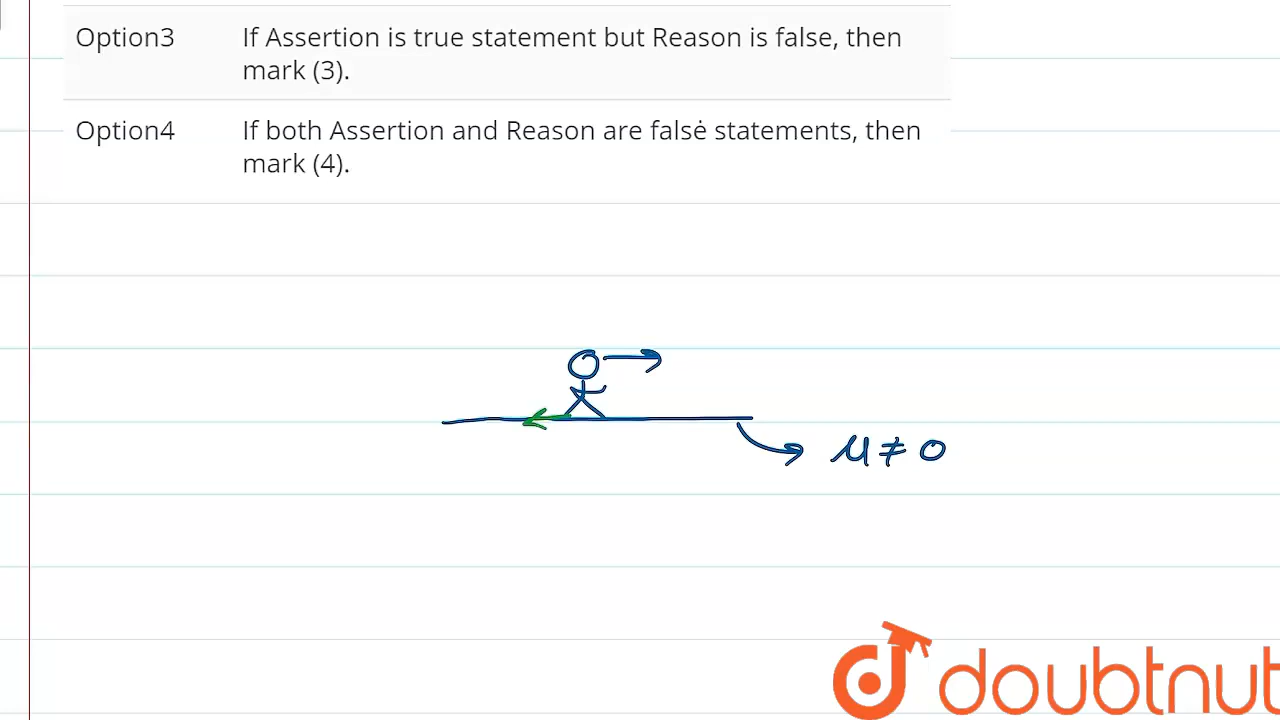 Option3 If Assertion is true statement but Reason is false, then
mark (3).
Option4 If both Assertion and Reason are false statements, then
mark (4).
μ ≠ 0
doubtnut